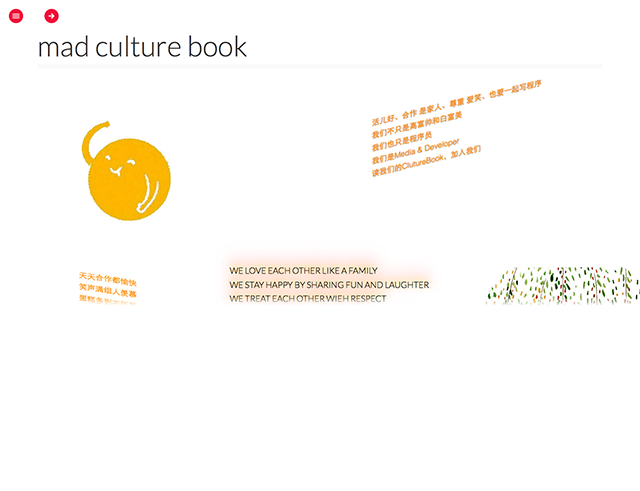 mad culture book
活儿好、合作 是家人、尊重 爱笑、也爱一起写程序
我们不只是高富帅和白富美
我们也只是程序员
我们是Media & Developer
读我们的ClutureBook，加入我们
天天合作都愉快
笑声满组人羡慕
WE LOVE EACH OTHER LIKE A FAMILY
WE STAY HAPPY BY SHARING FUN AND LAUGHTER
WE TREAT EACH OTHER WIEH RESPECT